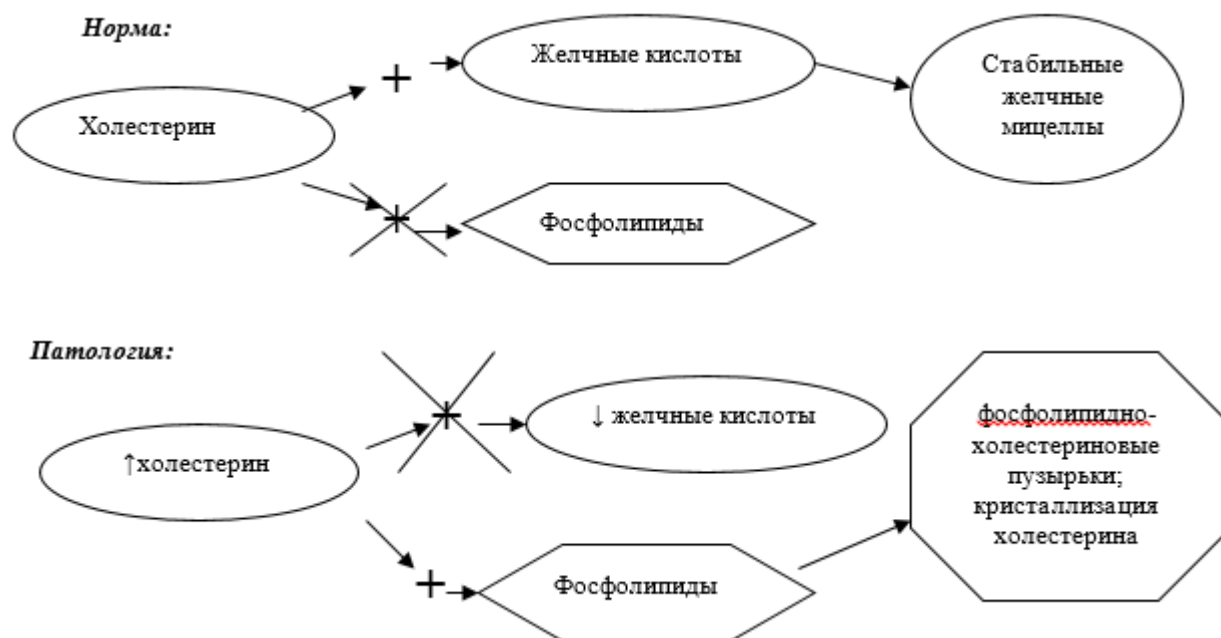 Норма:
Желчные кислоты
+
Холестерин
Стабильные
желчные
мицеллы
+
Фосфолипиды
Патология:
+
↓ желчные кислоты
↑холестерин
фосфолипидно-
холестериновые
пузырьки;
кристаллизация
холестерина
+
Фосфолипиды